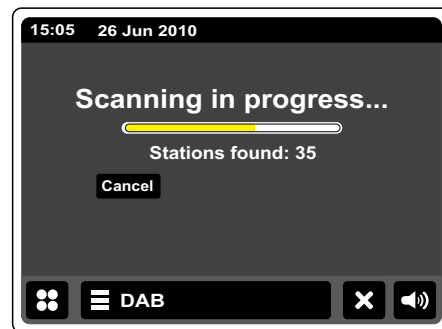 15:05 26 Jun 2010
Scanning in progress...
Stations found: 35
Cancel
DAB